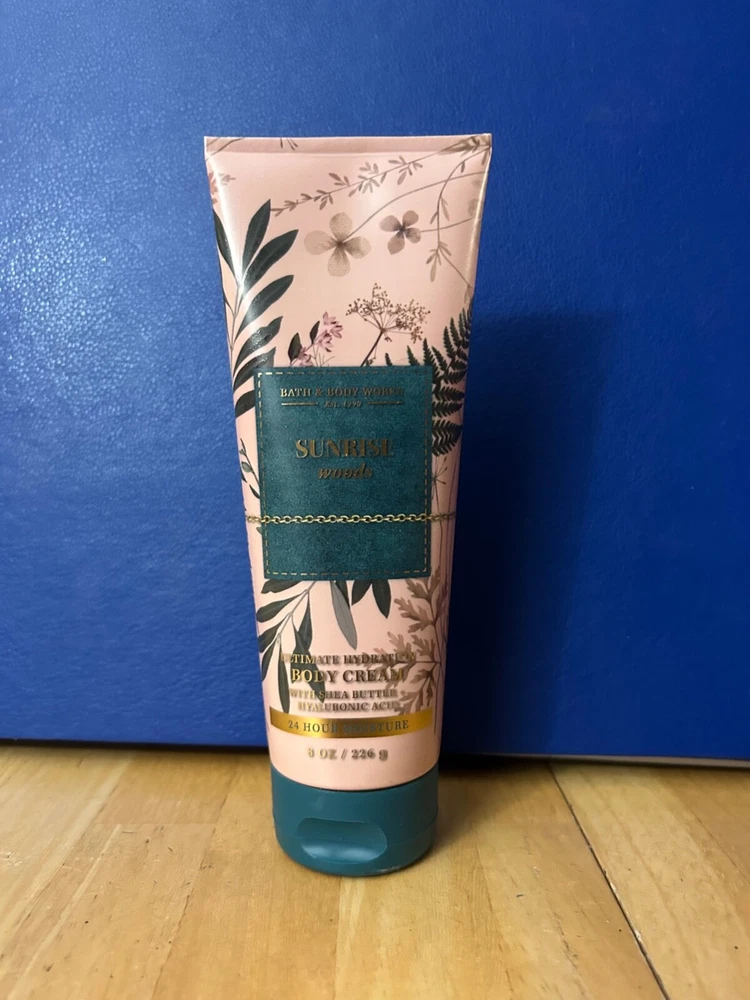 BATH & BODY WORKS
Est. 1990
SUNRISE
woods
ULTIMATE HYDRATION
BODY CREAM
WITH SHEA BUTTER
HYALURONIC ACID
24 HOUR MOISTURE
8 OZ / 226 g